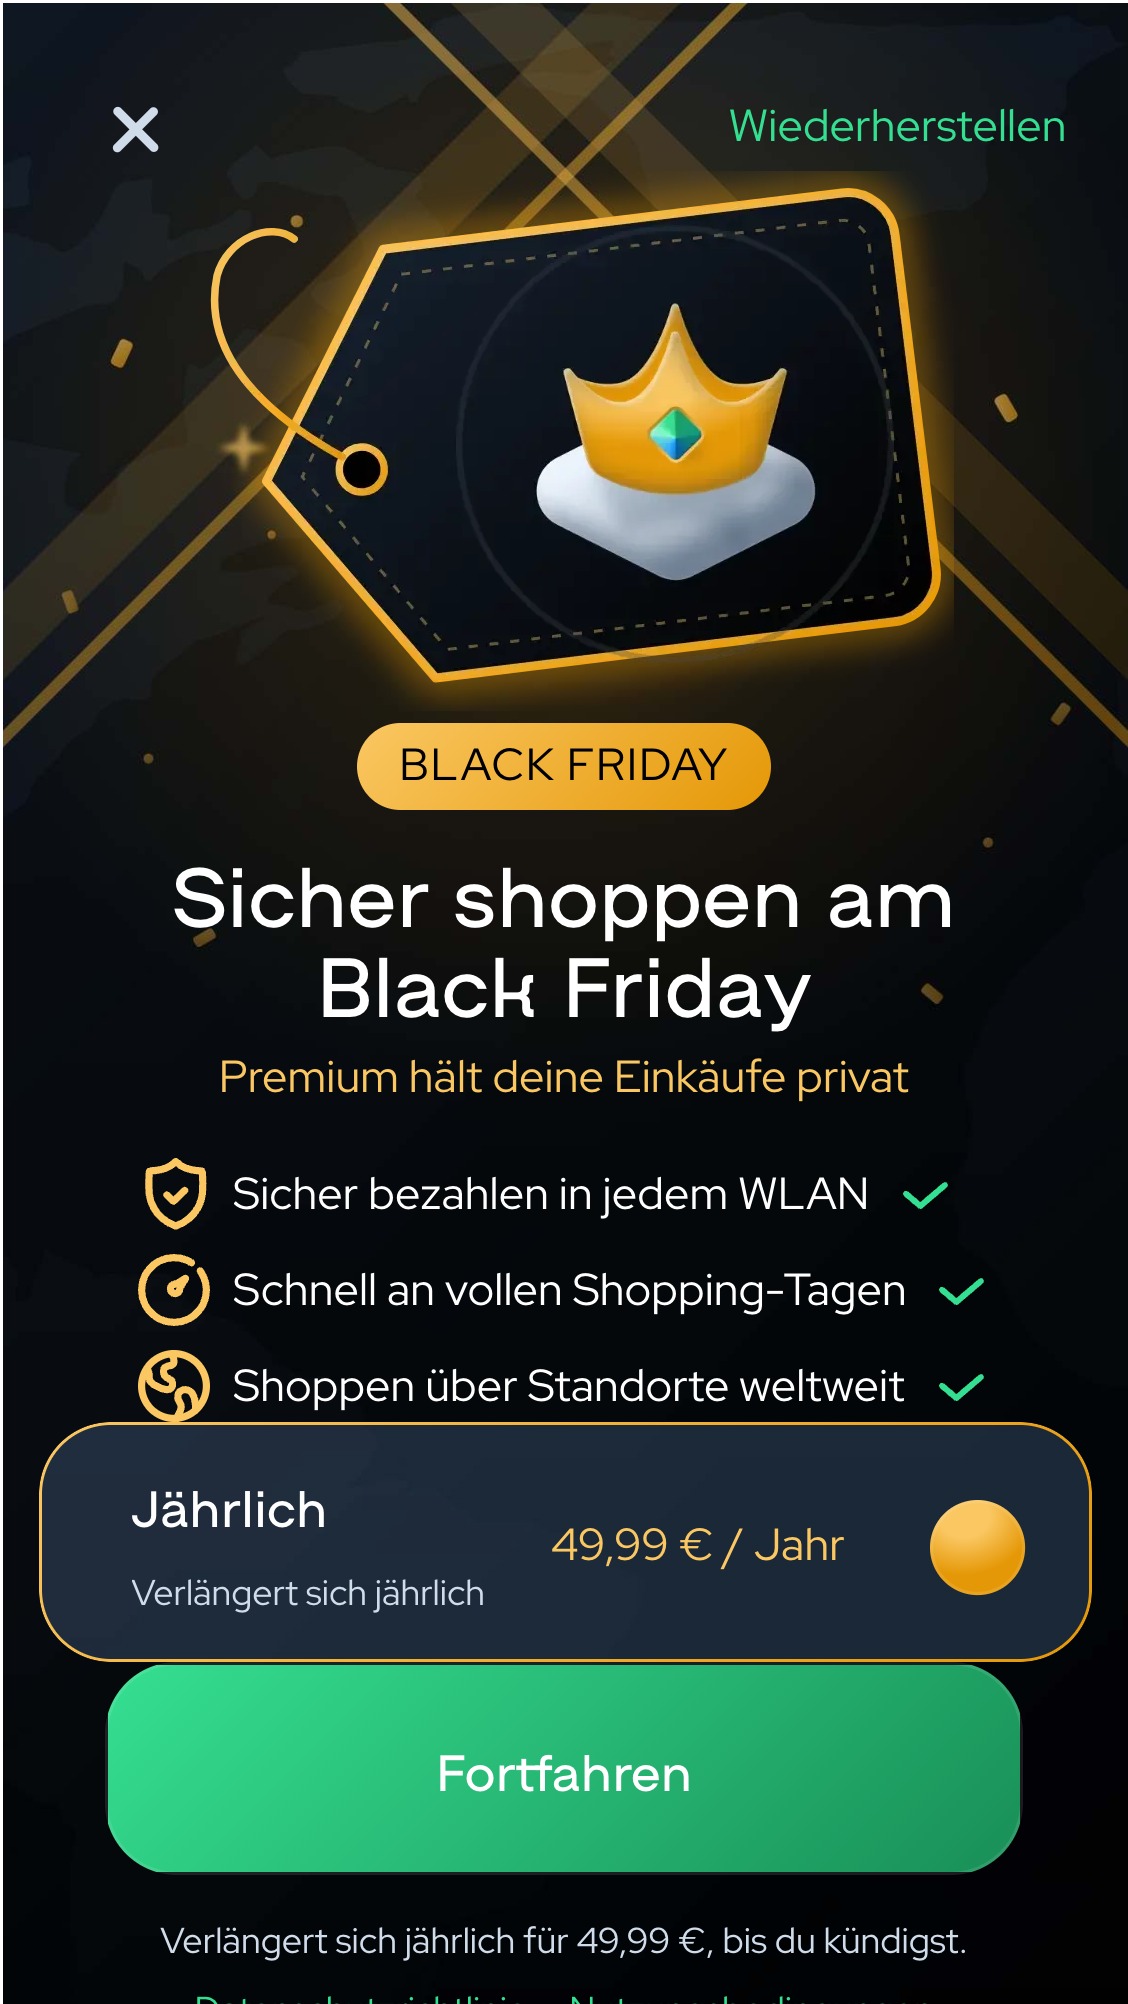 Wiederherstellen
BLACK FRIDAY
Sicher shoppen am
Black Friday
Premium hält deine Einkäufe privat
Sicher bezahlen in jedem WLAN
Schnell an vollen Shopping-Tagen
Shoppen über Standorte weltweit
Jährlich
49,99 € / Jahr
Verlängert sich jährlich
Fortfahren
Verlängert sich jährlich für 49,99 €, bis du kündigst.